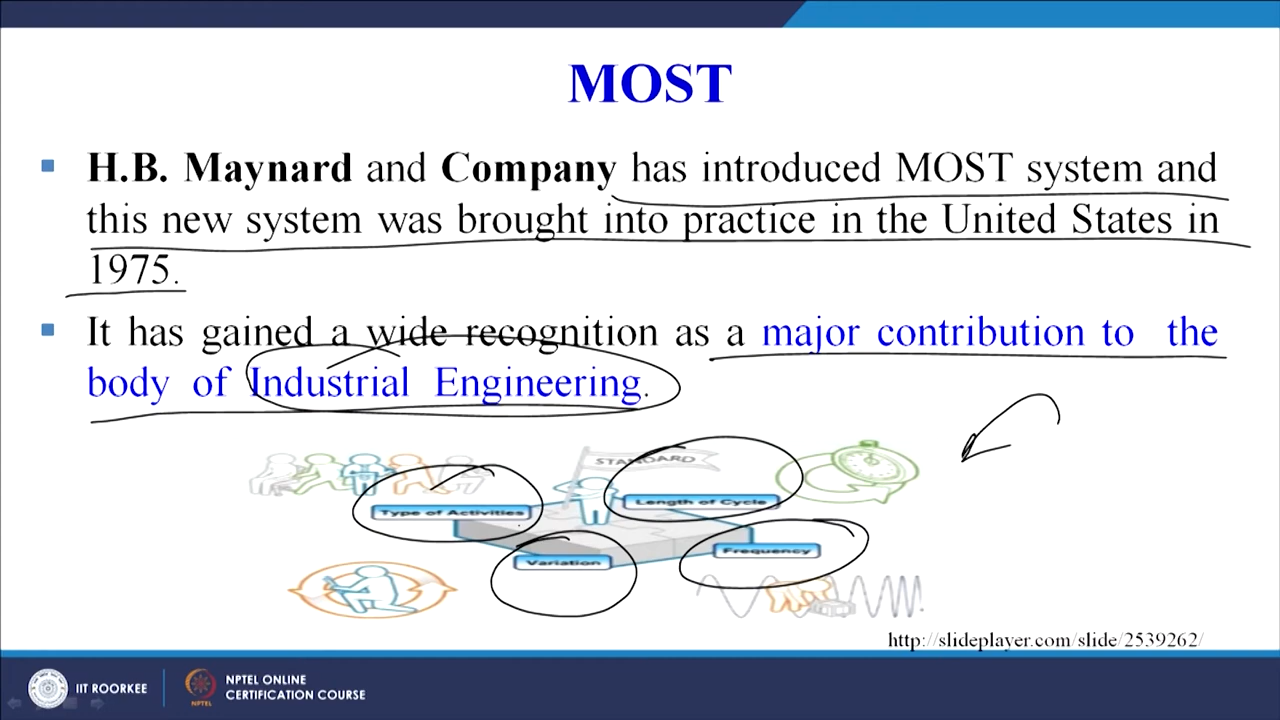 MOST
H.B. Maynard and Company has introduced MOST system and
this new system was brought into practice in the United States in
1975.
It has gained a wide recognition as a major contribution to the
body of Industrial Engineering.
STANDARD
Type of Activities
Length of Cycle
Variation
Frequency
http://slideplayer.com/slide/2539262/
IIT ROORKEE
NPTEL
NPTEL ONLINE
CERTIFICATION COURSE